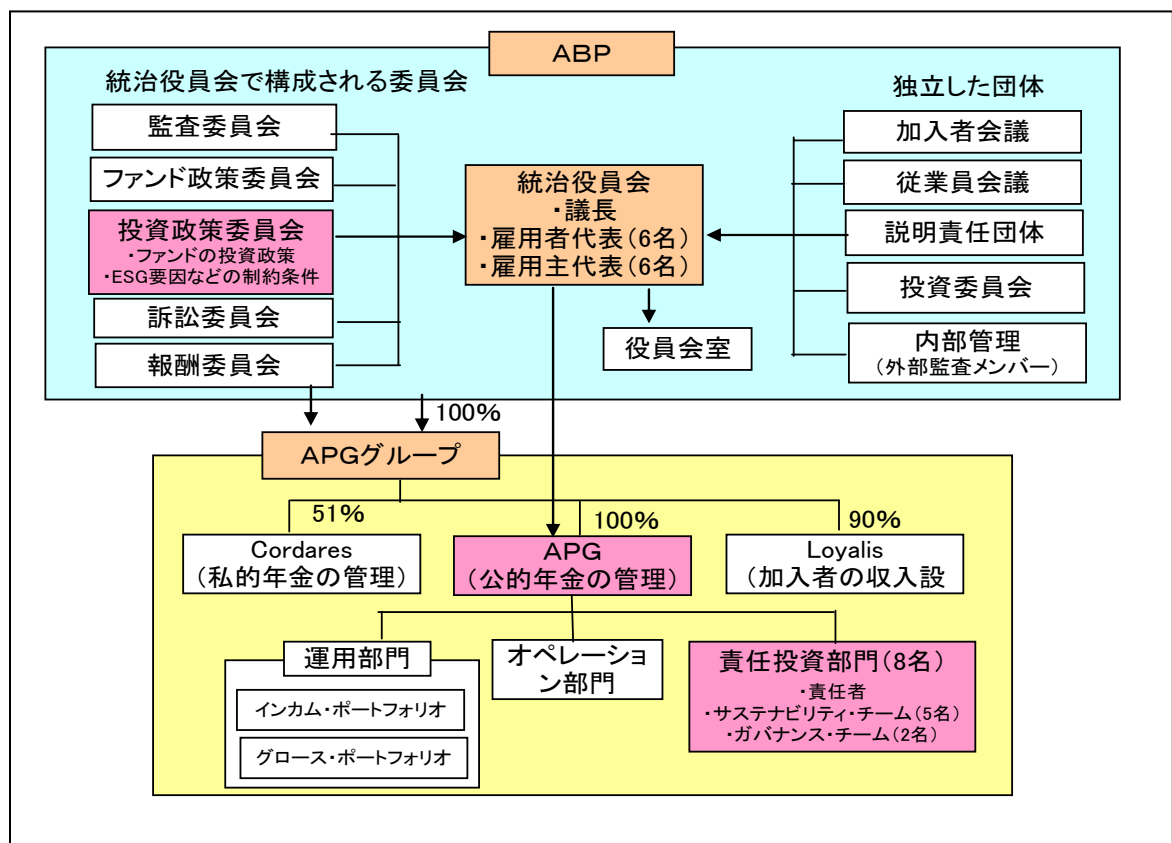 ABP
統治役員会で構成される委員会
監査委員会
ファンド政策委員会
投資政策委員会
・ファンドの投資政策
・ESG要因などの制約条件
訴訟委員会
報酬委員会
統治役員会
・議長
・雇用者代表(6名)
・雇用主代表(6名)
役員会室
独立した団体
加入者会議
従業員会議
説明責任団体
投資委員会
内部管理
(外部監査メンバー)
100%
APGグループ
51%
100%
90%
Cordares
(私的年金の管理)
APG
(公的年金の管理)
Loyalis
(加入者の収入設
運用部門
インカム・ポートフォリオ
グロース・ポートフォリオ
オペレーショ
ン部門
責任投資部門(8名)
・責任者
・サステナビリティ・チーム(5名)
・ガバナンス・チーム(2名)